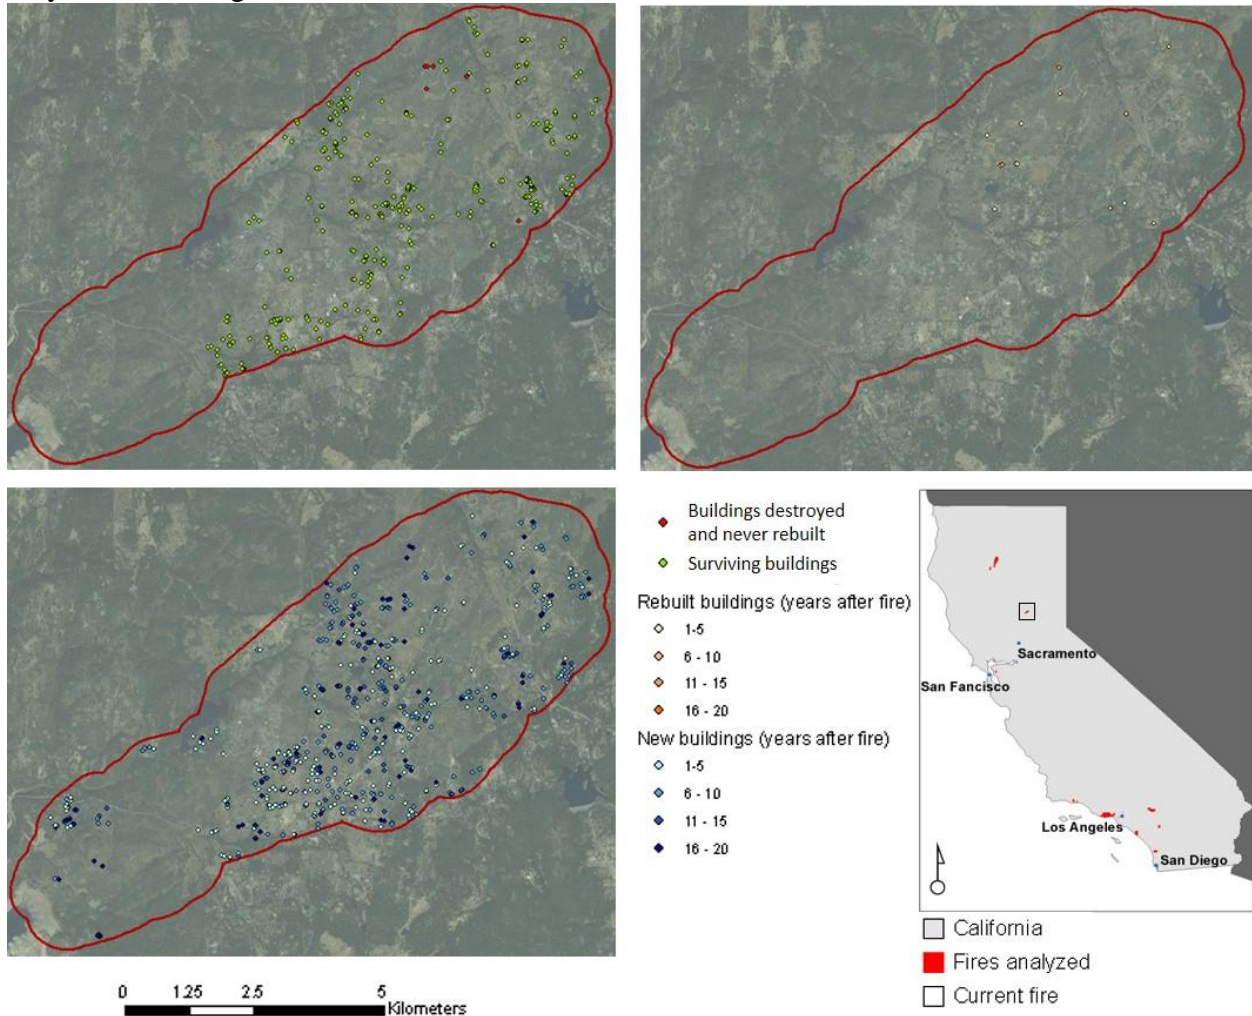 Buildings destroyed
and never rebuilt
Surviving buildings
Rebuilt buildings (years after fire)
1-5
6 - 10
11 - 15
16 - 20
New buildings (years after fire)
1-5
6 - 10
11 - 15
16 - 20
Sacramento
San Fancisco
Los Angeles
San Diego
California
Fires analyzed
Current fire
0 1.25 2.5 5
Kilometers